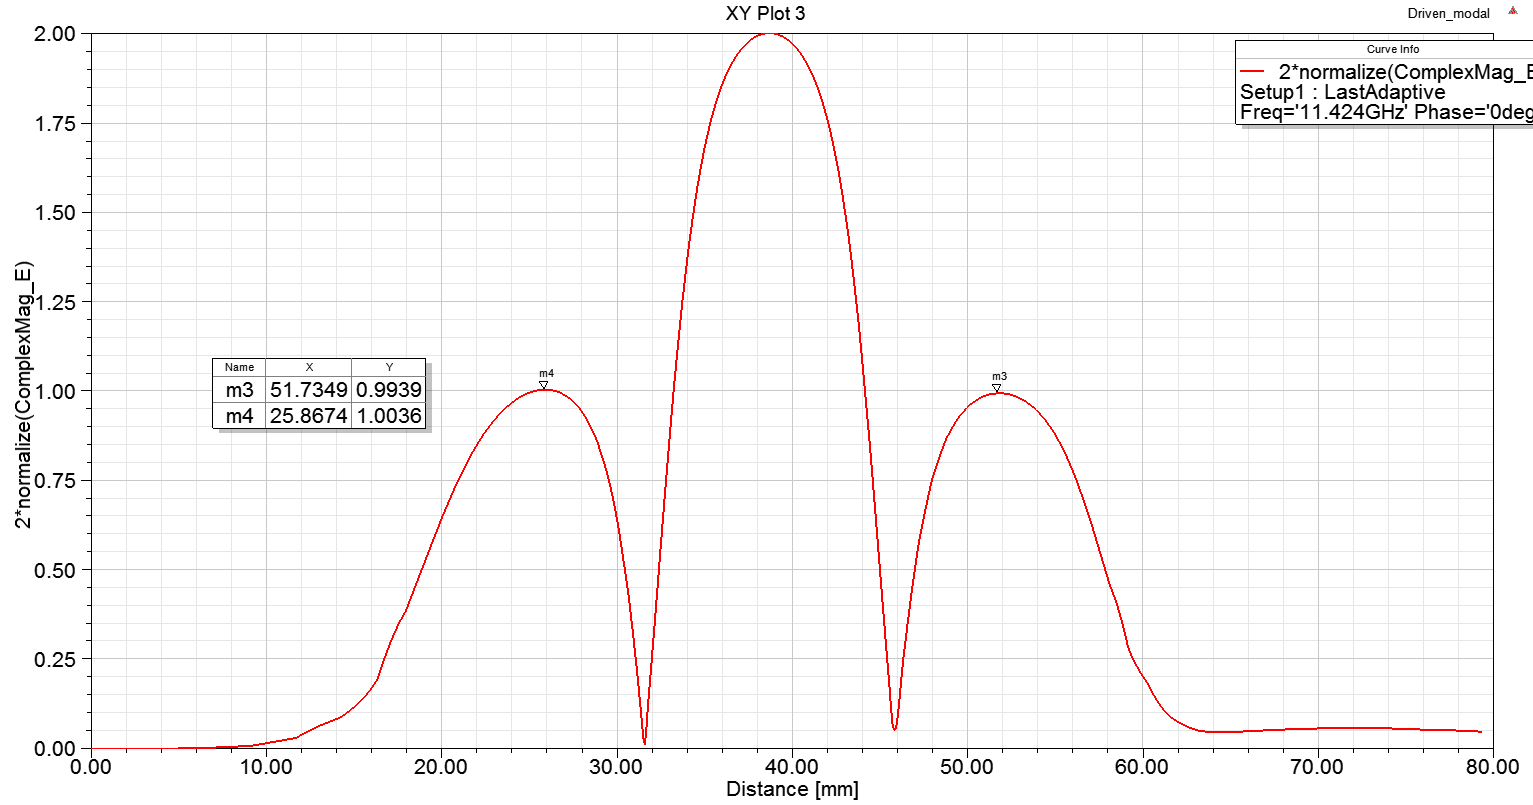 XY Plot 3
Driven_modal
Curve Info
2*normalize(ComplexMag_E
Setup1 : LastAdaptive
Freq='11.424GHz' Phase='0deg
2*normalize(ComplexMag_E)
2.00
1.75
1.50
1.25
1.00
0.75
0.50
0.25
0.00
Name X Y
m3 51.7349 0.9939
m4 25.8674 1.0036
m4
m3
0.00 10.00 20.00 30.00 40.00 50.00 60.00 70.00 80.00
Distance [mm]